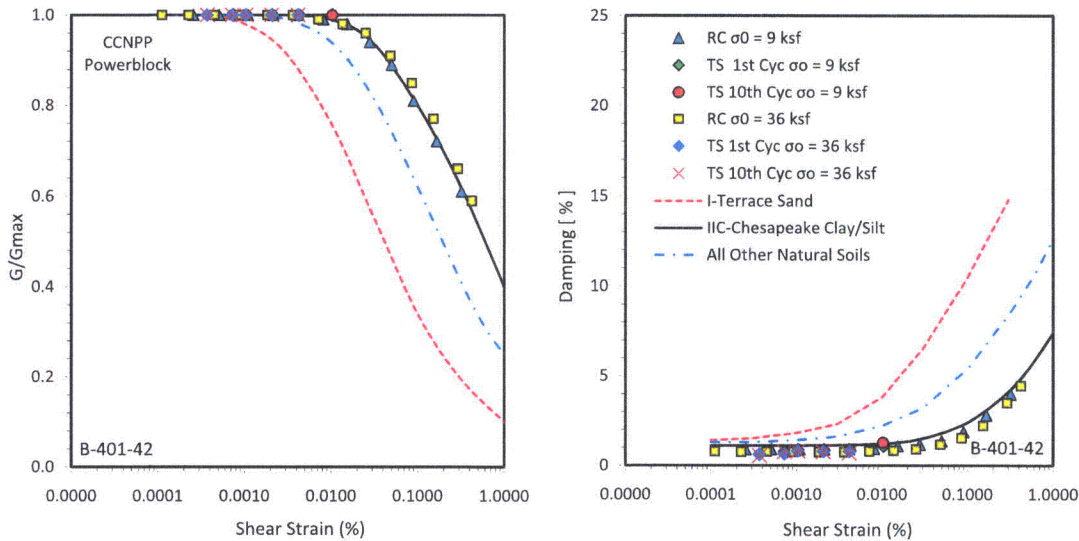 1.0
0.8
0.6
0.4
0.2
0.0
G/Gmax
CCNPP
Powerblock
B-401-42
0.0000 0.0001 0.0010 0.0100 0.1000 1.0000
Shear Strain (%)
25
20
15
10
5
0
Damping [ % ]
RC σ0 = 9 ksf
TS 1st Cyc σo = 9 ksf
TS 10th Cyc σo = 9 ksf
RC σ0 = 36 ksf
TS 1st Cyc σo = 36 ksf
TS 10th Cyc σo = 36 ksf
I-Terrace Sand
IIC-Chesapeake Clay/Silt
All Other Natural Soils
B-401-42
0.0000 0.0001 0.0010 0.0100 0.1000 1.0000
Shear Strain (%)